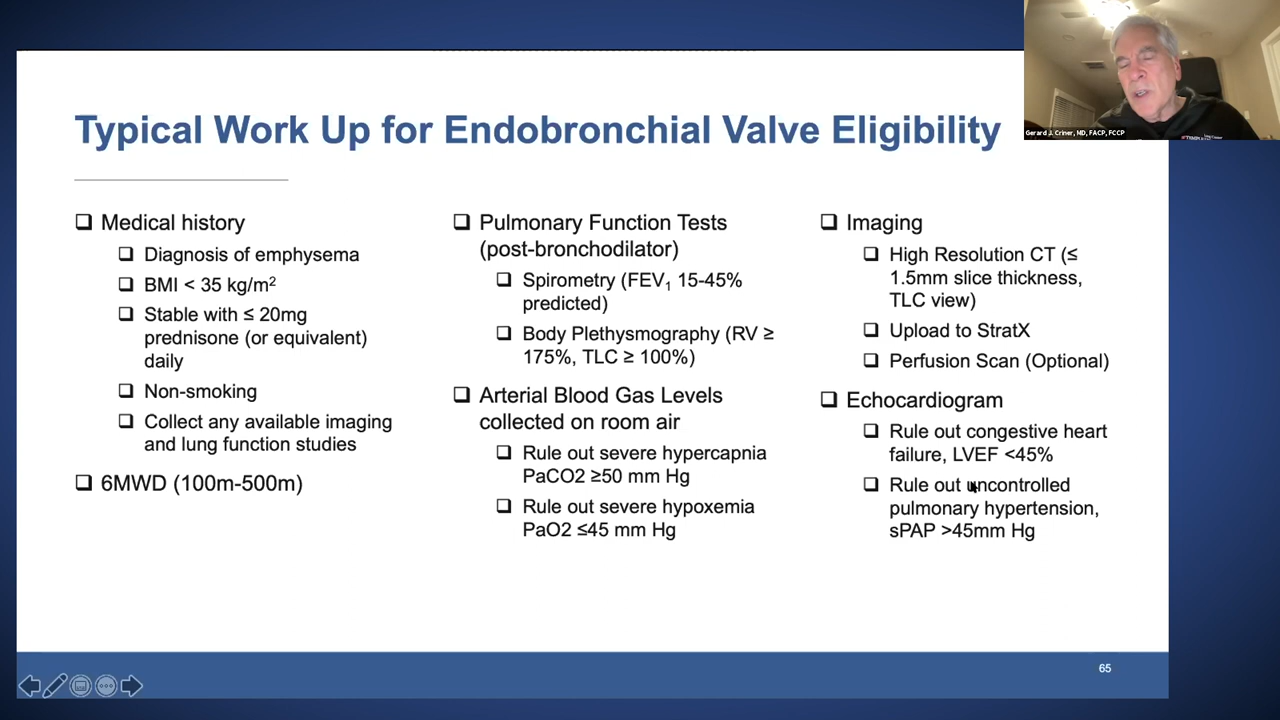 Typical Work Up for Endobronchial Valve Eligibility
Gerard J. Criner, MD, FACP, FCCP
Medical history
Diagnosis of emphysema
BMI < 35 kg/m²
Stable with ≤ 20mg
prednisone (or equivalent)
daily
Non-smoking
Collect any available imaging
and lung function studies
6MWD (100m-500m)
Pulmonary Function Tests
(post-bronchodilator)
Spirometry (FEV₁ 15-45%
predicted)
Body Plethysmography (RV ≥
175%, TLC ≥ 100%)
Arterial Blood Gas Levels
collected on room air
Rule out severe hypercapnia
PaCO2 ≥50 mm Hg
Rule out severe hypoxemia
PaO2 ≤45 mm Hg
Imaging
High Resolution CT (≤
1.5mm slice thickness,
TLC view)
Upload to StratX
Perfusion Scan (Optional)
Echocardiogram
Rule out congestive heart
failure, LVEF <45%
Rule out uncontrolled
pulmonary hypertension,
sPAP >45mm Hg
65